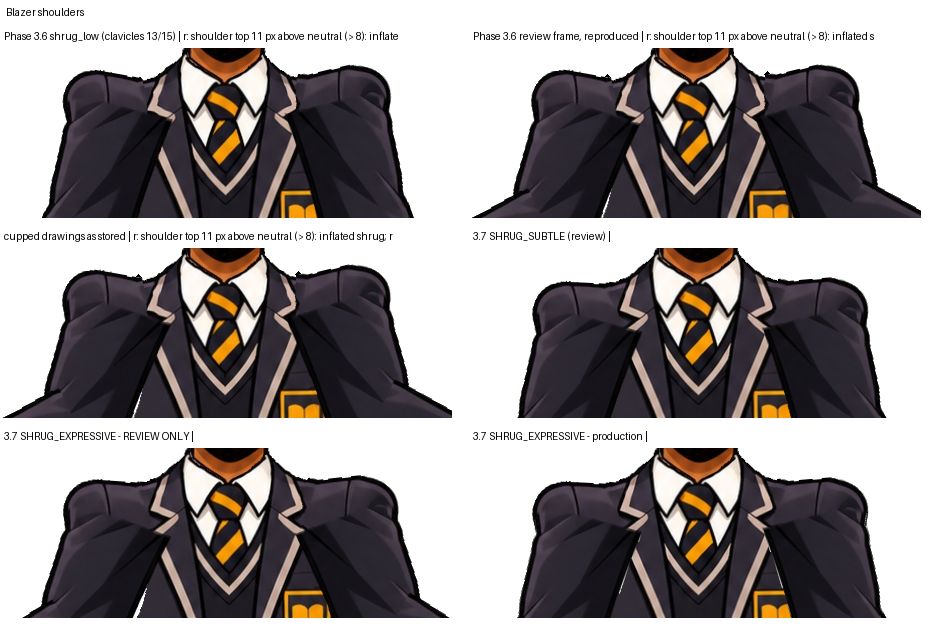 Blazer shoulders
Phase 3.6 shrug_low (clavicles 13/15) | r: shoulder top 11 px above neutral (> 8): inflate
Phase 3.6 review frame, reproduced | r: shoulder top 11 px above neutral (> 8): inflated s
cupped drawings as stored | r: shoulder top 11 px above neutral (> 8): inflated shrug; r
3.7 SHRUG_SUBTLE (review) |
3.7 SHRUG_EXPRESSIVE - REVIEW ONLY |
3.7 SHRUG_EXPRESSIVE - production |